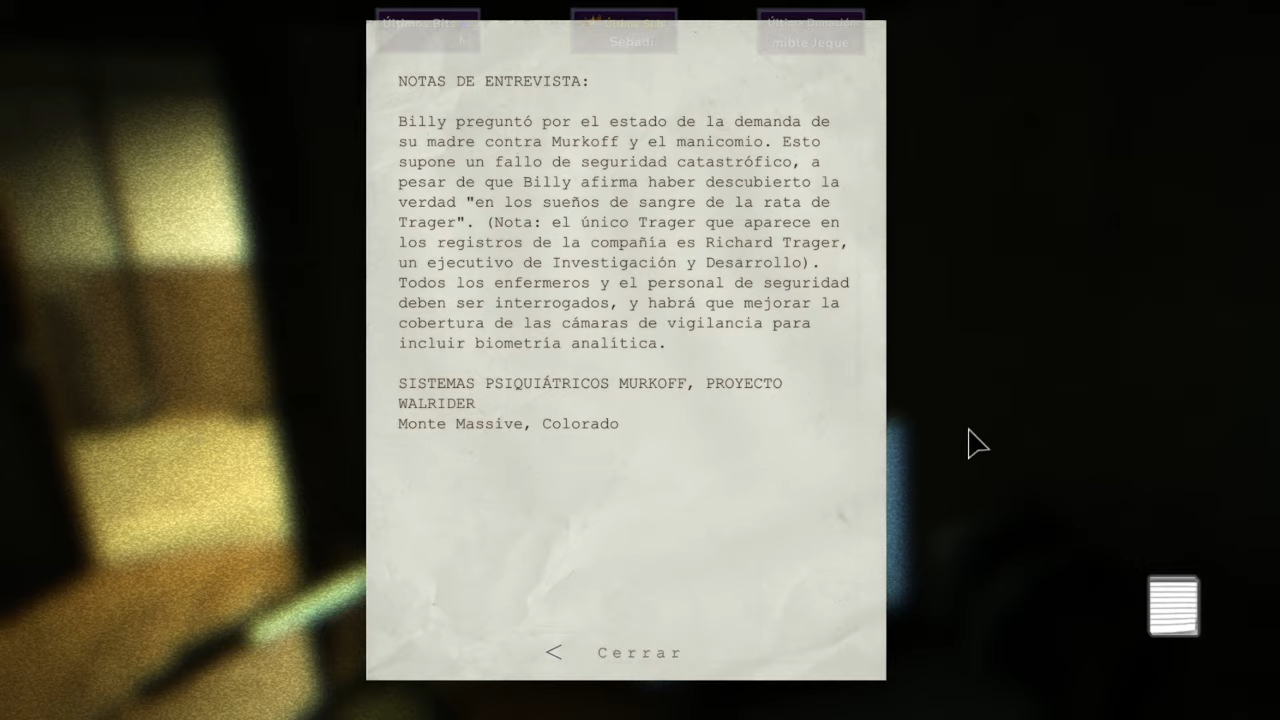 Sebadi
mible Jeque
NOTAS DE ENTREVISTA:
Billy preguntó por el estado de la demanda de
su madre contra Murkoff y el manicomio. Esto
supone un fallo de seguridad catastrófico, a
pesar de que Billy afirma haber descubierto la
verdad "en los sueños de sangre de la rata de
Trager". (Nota: el único Trager que aparece en
los registros de la compañía es Richard Trager,
un ejecutivo de Investigación y Desarrollo).
Todos los enfermeros y el personal de seguridad
deben ser interrogados, y habrá que mejorar la
cobertura de las cámaras de vigilancia para
incluir biometría analítica.
SISTEMAS PSIQUIÁTRICOS MURKOFF, PROYECTO
WALRIDER
Monte Massive, Colorado
< Cerrar